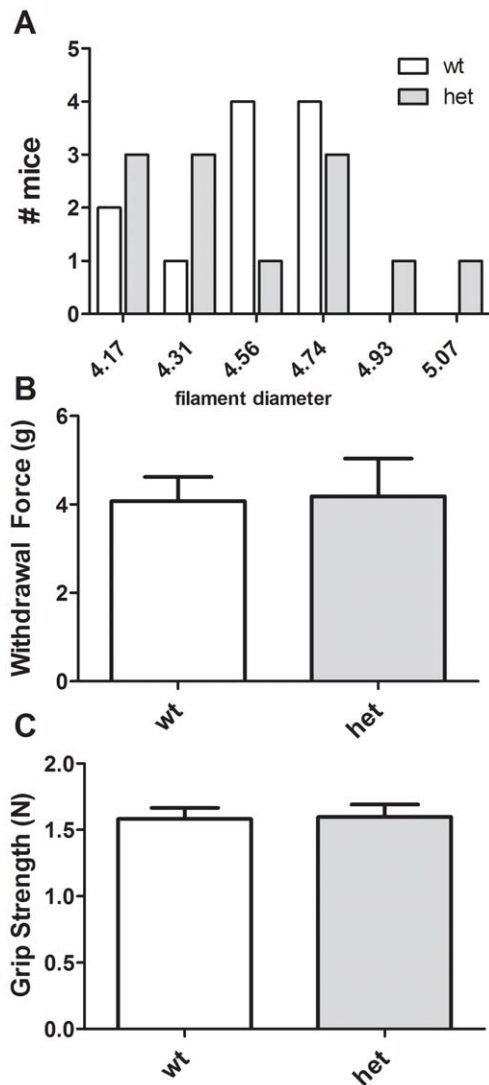 A
# mice
5
4
3
2
1
0
wt
het
4.17
4.31
4.56
4.74
4.93
5.07
filament diameter
B
Withdrawal Force (g)
6
4
2
0
wt
het
C
Grip Strength (N)
2.0
1.5
1.0
0.5
0.0
wt
het